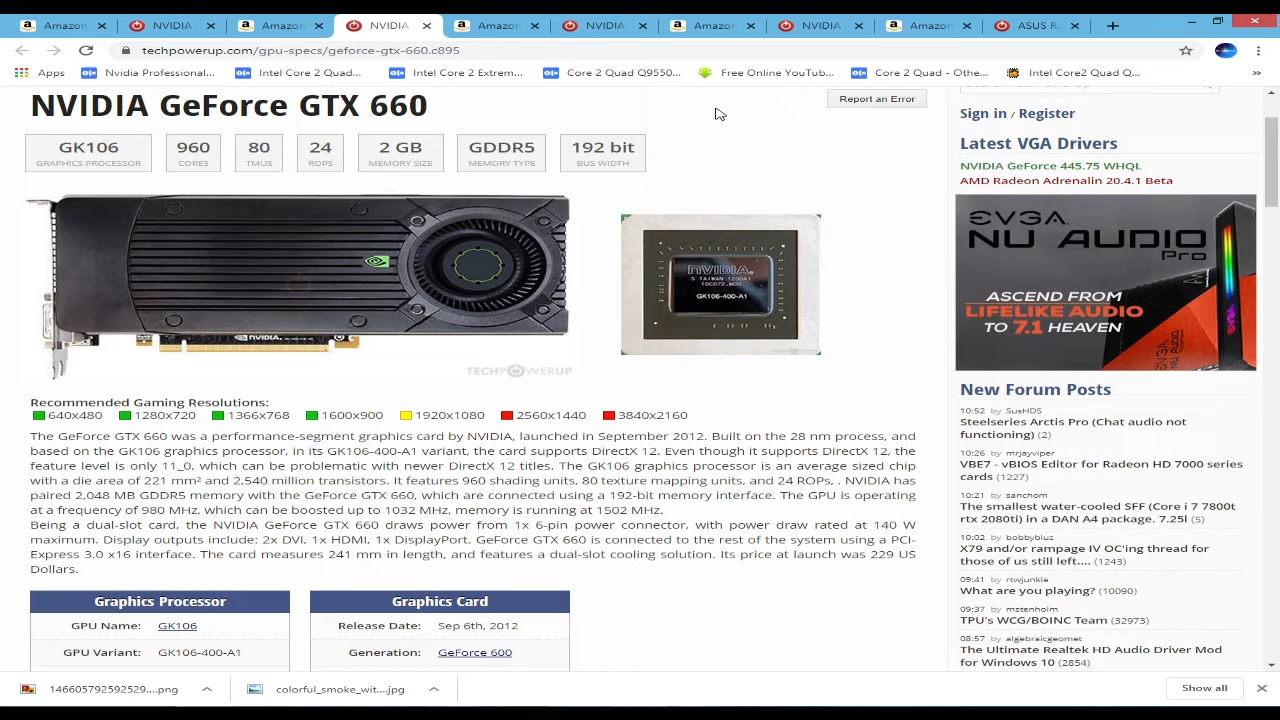 Amazon
NVIDIA
Amazon
NVIDIA
Amazon
NVIDIA
Amazon
NVIDIA
Amazon
ASUS R
techpowerup.com/gpu-specs/geforce-gtx-660.c895
Apps
Nvidia Professional...
Intel Core 2 Quad...
Intel Core 2 Extrem...
Core 2 Quad Q9550...
Free Online YouTub...
Core 2 Quad - Othe...
Intel Core2 Quad Q...
NVIDIA GeForce GTX 660
Report an Error
GK106
GRAPHICS PROCESSOR
960
CORES
80
TMUS
24
ROPS
2 GB
MEMORY SIZE
GDDR5
MEMORY TYPE
192 bit
BUS WIDTH
NVIDIA.
NVIDIA.
S TAIWAN 1230A1
GK106-400-A1
TECHPOWERUP
Recommended Gaming Resolutions:
640x480 1280x720 1366x768 1600x900 1920x1080 2560x1440 3840x2160
The GeForce GTX 660 was a performance-segment graphics card by NVIDIA, launched in September 2012. Built on the 28 nm process, and
based on the GK106 graphics processor, in its GK106-400-A1 variant, the card supports DirectX 12. Even though it supports DirectX 12, the
feature level is only 11_0, which can be problematic with newer DirectX 12 titles. The GK106 graphics processor is an average sized chip
with a die area of 221 mm² and 2,540 million transistors. It features 960 shading units, 80 texture mapping units, and 24 ROPs, . NVIDIA has
paired 2,048 MB GDDR5 memory with the GeForce GTX 660, which are connected using a 192-bit memory interface. The GPU is operating
at a frequency of 980 MHz, which can be boosted up to 1032 MHz, memory is running at 1502 MHz.
Being a dual-slot card, the NVIDIA GeForce GTX 660 draws power from 1x 6-pin power connector, with power draw rated at 140 W
maximum. Display outputs include: 2x DVI, 1x HDMI, 1x DisplayPort. GeForce GTX 660 is connected to the rest of the system using a PCI-
Express 3.0 x16 interface. The card measures 241 mm in length, and features a dual-slot cooling solution. Its price at launch was 229 US
Dollars.
Graphics Processor
GPU Name: GK106
GPU Variant: GK106-400-A1
Graphics Card
Release Date: Sep 6th, 2012
Generation: GeForce 600
Sign in / Register
Latest VGA Drivers
NVIDIA GeForce 445.75 WHQL
AMD Radeon Adrenalin 20.4.1 Beta
EVGA
NU AUDIO
Pro
ASCEND FROM
LIFELIKE AUDIO
TO 7.1 HEAVEN
New Forum Posts
10:52 by SusHDS
Steelseries Arctis Pro (Chat audio not
functioning) (2)
10:26 by mrjayviper
VBE7 - vBIOS Editor for Radeon HD 7000 series
cards (1227)
10:21 by sanchom
The smallest water-cooled SFF (Core i 7 7800t
rtx 2080ti) in a DAN A4 package. 7.25l (5)
10:02 by bobbybluz
X79 and/or rampage IV OC'ing thread for
those of us still left.... (1243)
09:41 by rtwjunkie
What are you playing? (10090)
09:37 by mstenholm
TPU's WCG/BOINC Team (32973)
08:57 by algebraicgeomet
The Ultimate Realtek HD Audio Driver Mod
for Windows 10 (2854)
146605792592529....png
colorful_smoke_wit....jpg
Show all